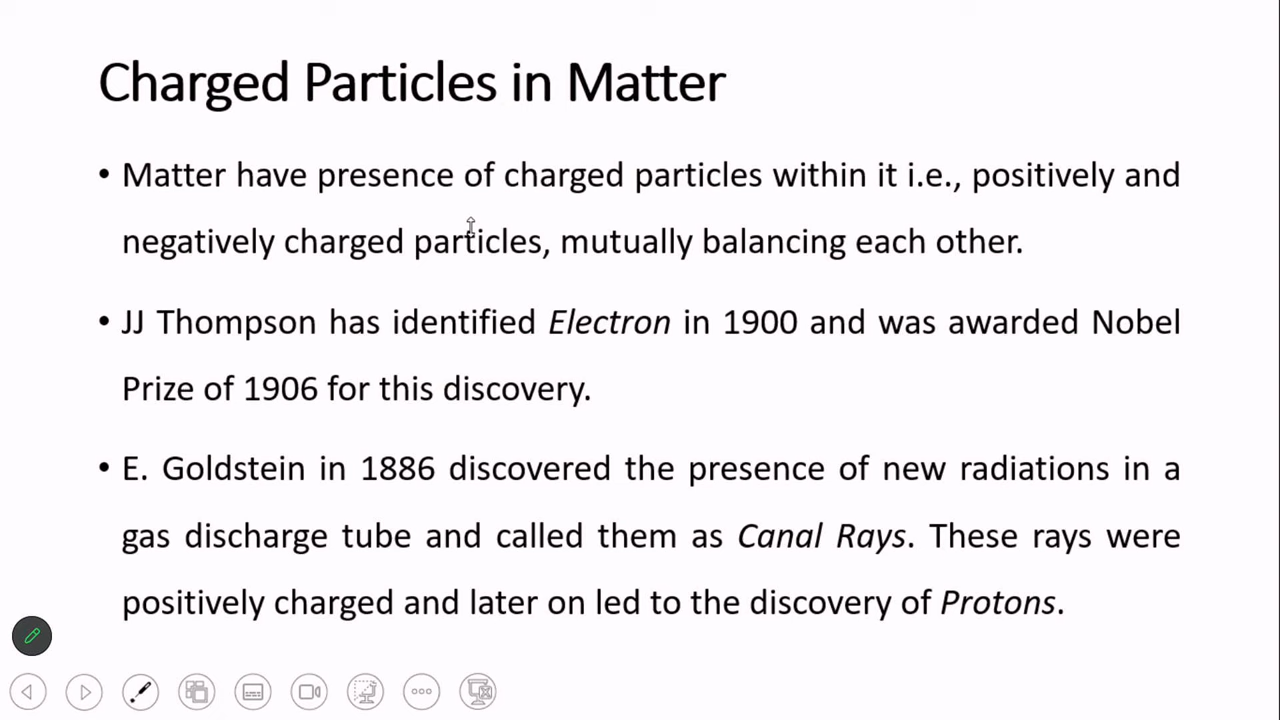 Charged Particles in Matter
• Matter have presence of charged particles within it i.e., positively and
negatively charged particles, mutually balancing each other.
• JJ Thompson has identified Electron in 1900 and was awarded Nobel
Prize of 1906 for this discovery.
• E. Goldstein in 1886 discovered the presence of new radiations in a
gas discharge tube and called them as Canal Rays. These rays were
positively charged and later on led to the discovery of Protons.